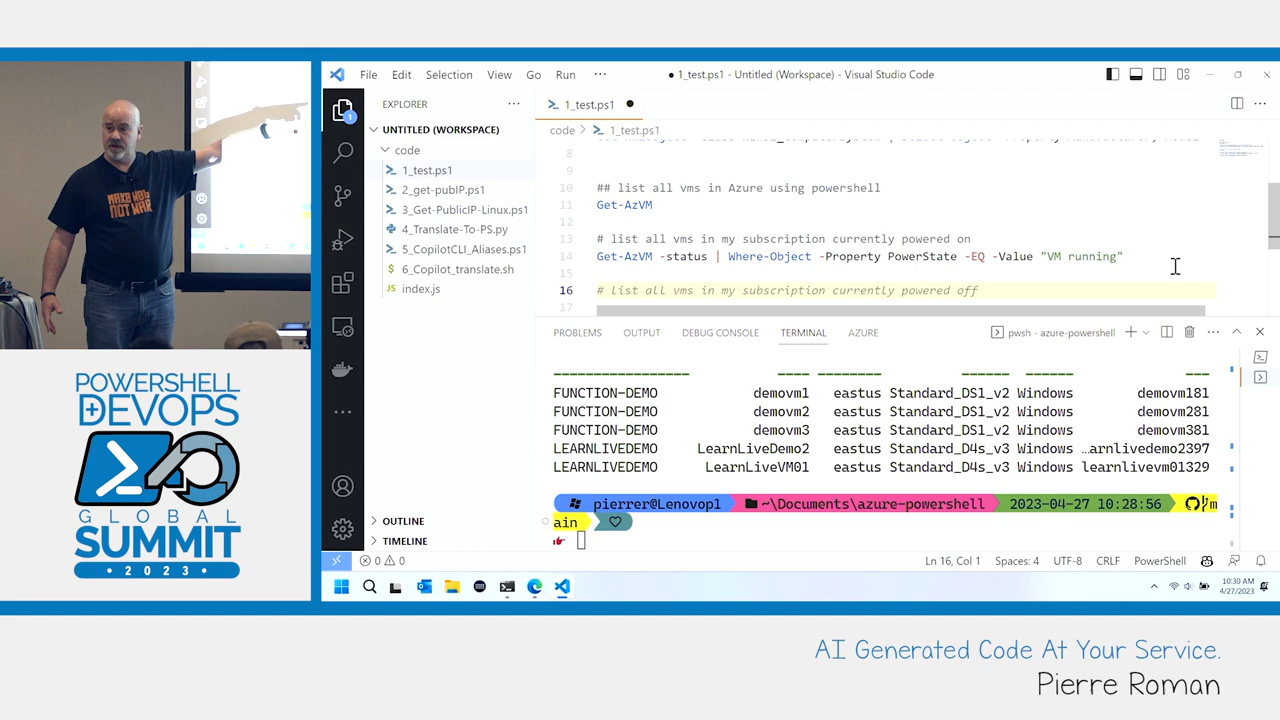 MAKE WEB
NOT WAR
POWERSHELL
+DEVOPS
GLOBAL
SUMMIT
• 2023 •
File Edit Selection View Go Run ···
● 1_test.ps1 - Untitled (Workspace) - Visual Studio Code
EXPLORER ···
UNTITLED (WORKSPACE)
code
1_test.ps1
2_get-pubIP.ps1
3_Get-PublicIP-Linux.ps1
4_Translate-To-PS.py
5_CopilotCLI_Aliases.ps1
6_Copilot_translate.sh
JS index.js
OUTLINE
TIMELINE
1
1_test.ps1 ●
code > 1_test.ps1
8
9
10 ## list all vms in Azure using powershell
11 Get-AzVM
12
13 # list all vms in my subscription currently powered on
14 Get-AzVM -status | Where-Object -Property PowerState -EQ -Value "VM running"
15
16 # list all vms in my subscription currently powered off
17
PROBLEMS OUTPUT DEBUG CONSOLE TERMINAL AZURE
pwsh - azure-powershell
----------------- ---- -------- ------ ------ ---
FUNCTION-DEMO demovm1 eastus Standard_DS1_v2 Windows demovm181
FUNCTION-DEMO demovm2 eastus Standard_DS1_v2 Windows demovm281
FUNCTION-DEMO demovm3 eastus Standard_DS1_v2 Windows demovm381
LEARNLIVEDEMO LearnLiveDemo2 eastus Standard_D4s_v3 Windows …arnlivedemo2397
LEARNLIVEDEMO LearnLiveVM01 eastus Standard_D4s_v3 Windows learnlivevm01329
pierrer@Lenovop1 ~\Documents\azure-powershell 2023-04-27 10:28:56 m
ain
0 0 Ln 16, Col 1 Spaces: 4 UTF-8 CRLF PowerShell
10:30 AM
4/27/2023
AI Generated Code At Your Service.
Pierre Roman